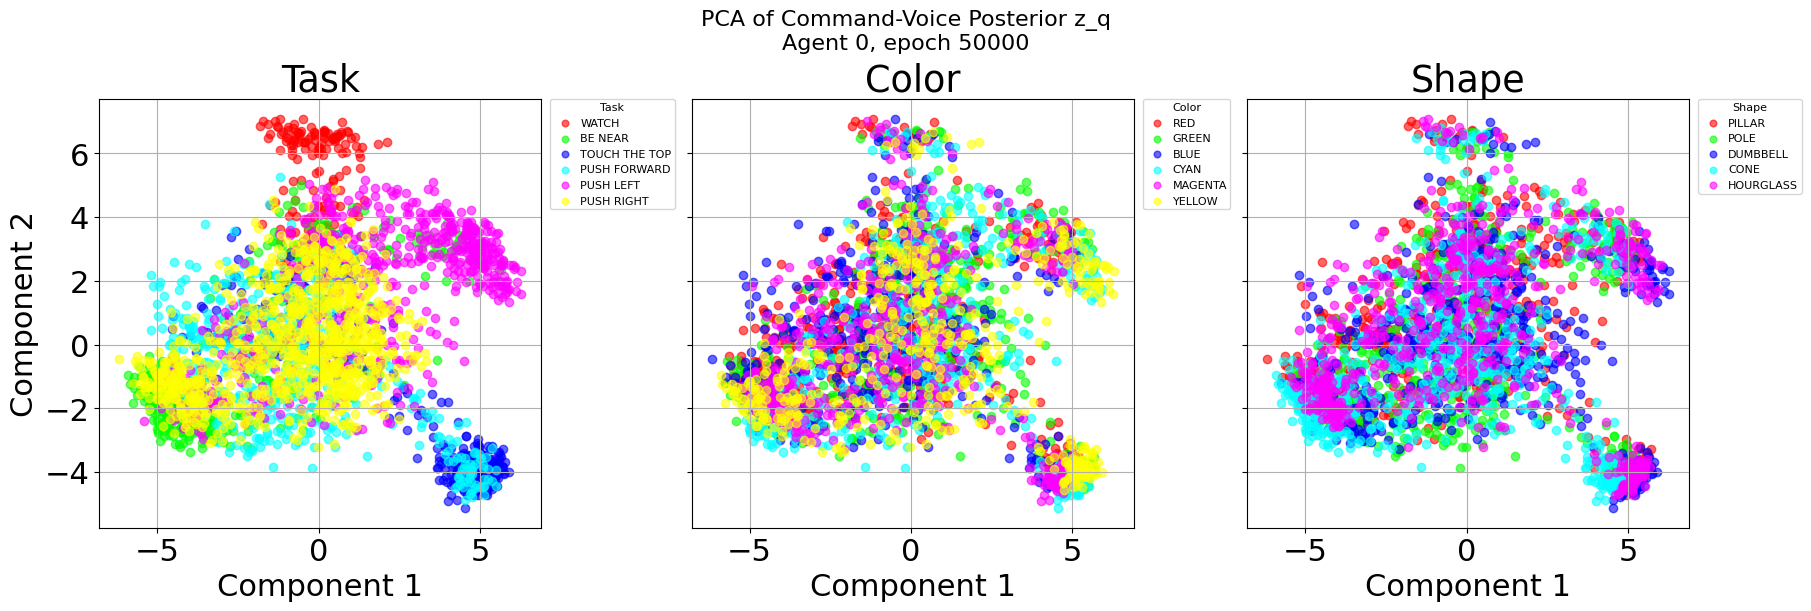 PCA of Command-Voice Posterior z_q
Agent 0, epoch 50000
Task
Color
Shape
Task
WATCH
BE NEAR
TOUCH THE TOP
PUSH FORWARD
PUSH LEFT
PUSH RIGHT
Color
RED
GREEN
BLUE
CYAN
MAGENTA
YELLOW
Shape
PILLAR
POLE
DUMBBELL
CONE
HOURGLASS
Component 2
6
4
2
0
−2
−4
−5 0 5
−5 0 5
−5 0 5
Component 1
Component 1
Component 1